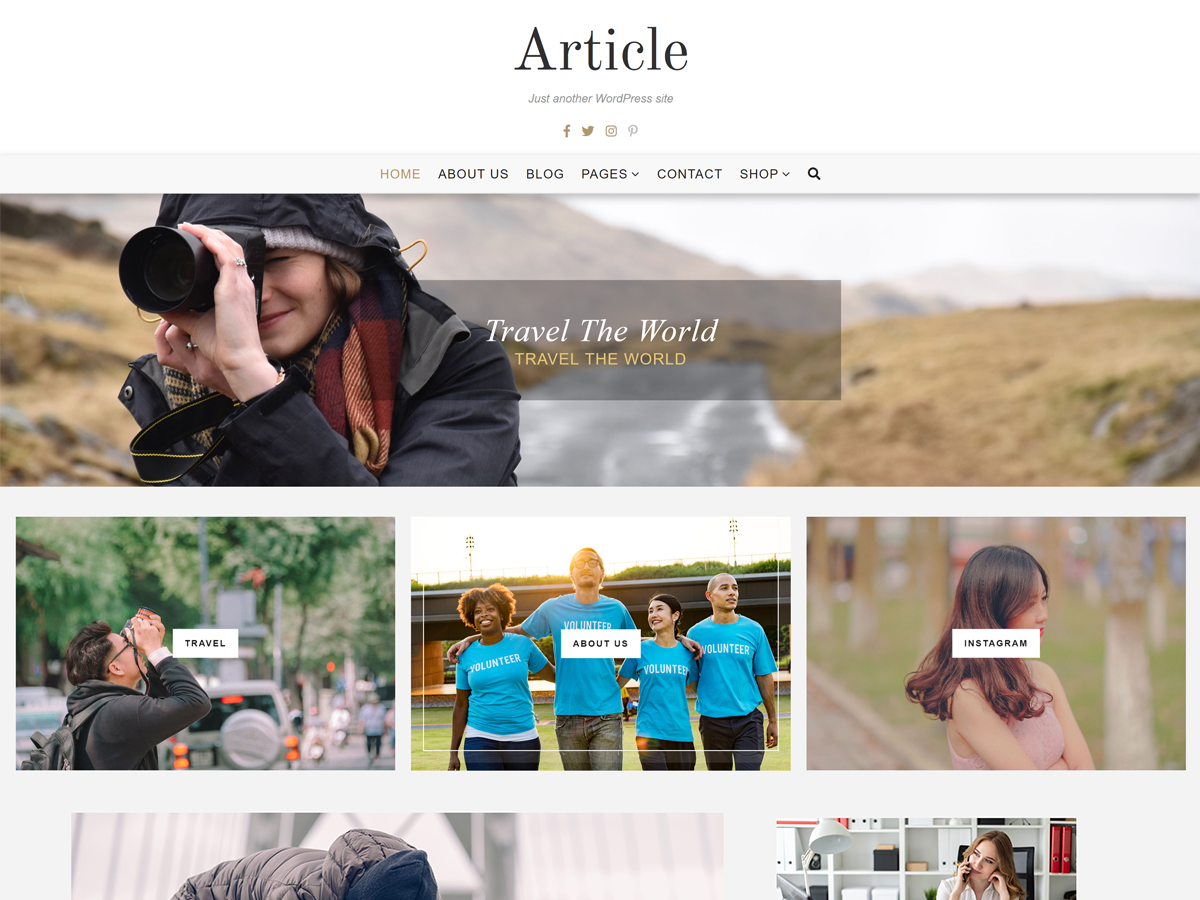 Article
Just another WordPress site
HOME ABOUT US BLOG PAGES CONTACT SHOP
Travel The World
TRAVEL THE WORLD
TRAVEL
ABOUT US
INSTAGRAM
VOLUNTEER
VOLUNTEER
VOLUNTEER
VOLUNTEER